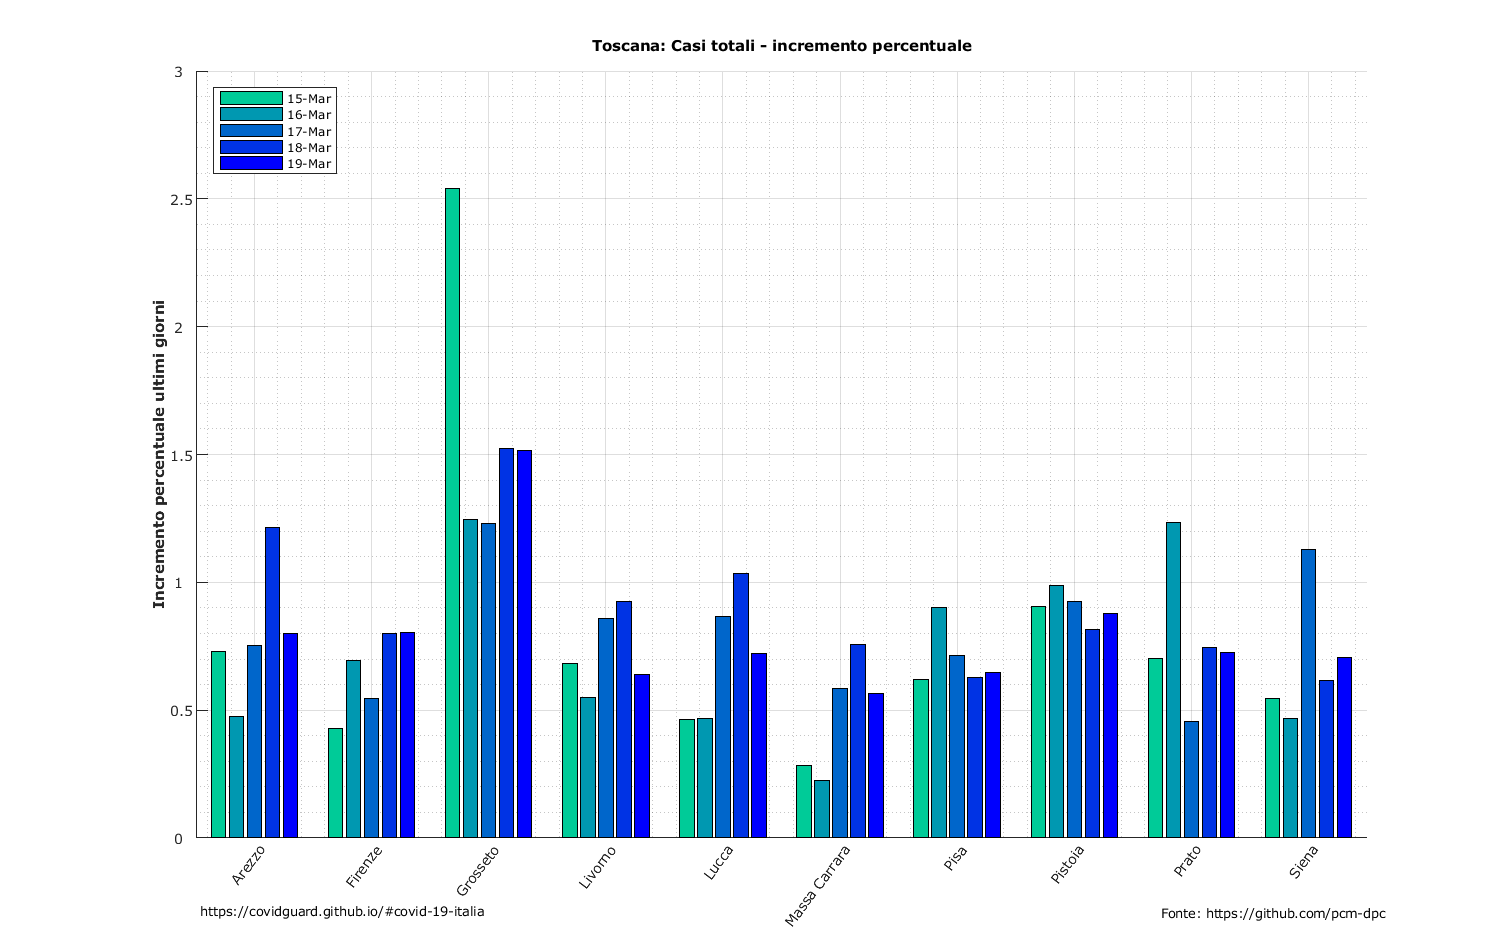 Toscana: Casi totali - incremento percentuale
3
2.5
2
1.5
1
0.5
0
Incremento percentuale ultimi giorni
15-Mar
16-Mar
17-Mar
18-Mar
19-Mar
Arezzo
Firenze
Grosseto
Livorno
Lucca
Massa Carrara
Pisa
Pistoia
Prato
Siena
https://covidguard.github.io/#covid-19-italia
Fonte: https://github.com/pcm-dpc